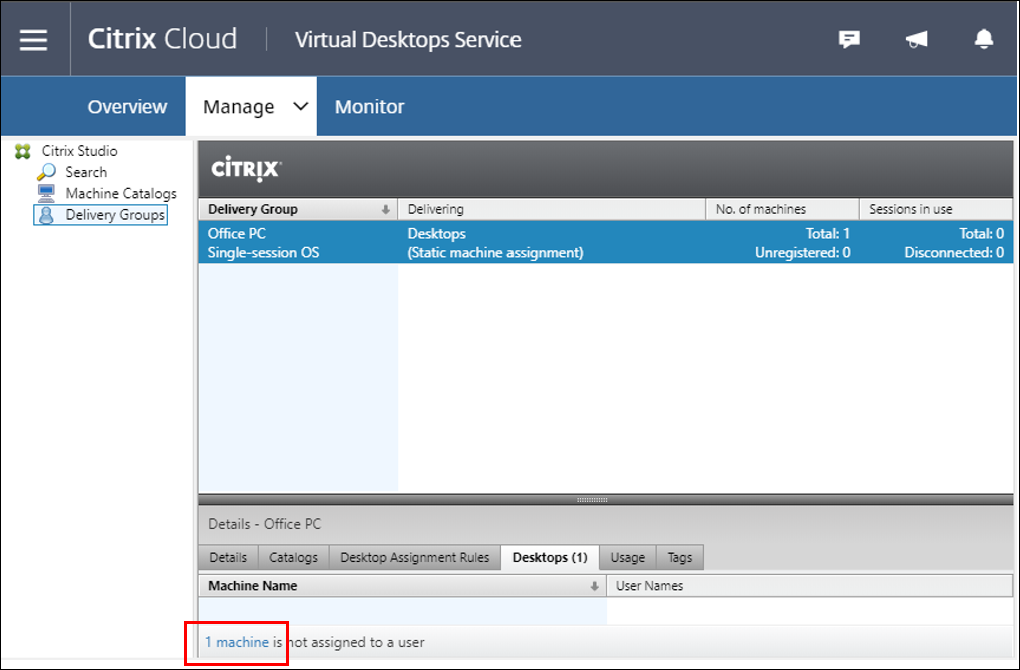 Citrix Cloud | Virtual Desktops Service
Overview Manage Monitor
Citrix Studio
Search
Machine Catalogs
Delivery Groups
CITRIX
Delivery Group Delivering No. of machines Sessions in use
Office PC Desktops Total: 1 Total: 0
Single-session OS (Static machine assignment) Unregistered: 0 Disconnected: 0
Details - Office PC
Details Catalogs Desktop Assignment Rules Desktops (1) Usage Tags
Machine Name User Names
1 machine is not assigned to a user